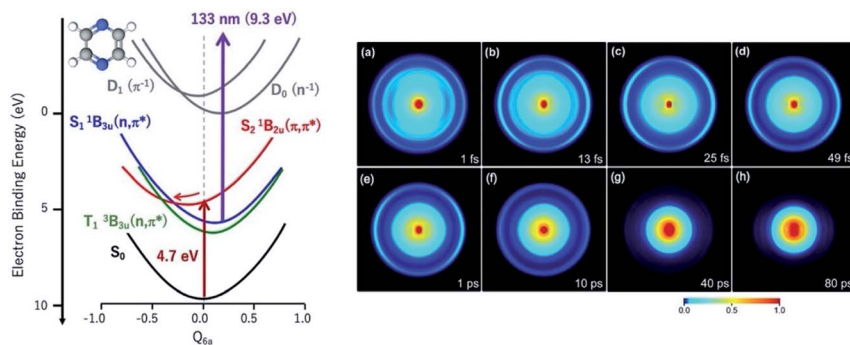 133 nm (9.3 eV)
D₁ (π⁻¹)
D₀ (n⁻¹)
Electron Binding Energy (eV)
0
5
10
S₁ ¹B₃ᵤ(n,π*)
S₂ ¹B₂ᵤ(π,π*)
T₁ ³B₃ᵤ(n,π*)
S₀
4.7 eV
-1.0
-0.5
0.0
0.5
1.0
Q₆ₐ
(a)
1 fs
(b)
13 fs
(c)
25 fs
(d)
49 fs
(e)
1 ps
(f)
10 ps
(g)
40 ps
(h)
80 ps
0.0
0.5
1.0